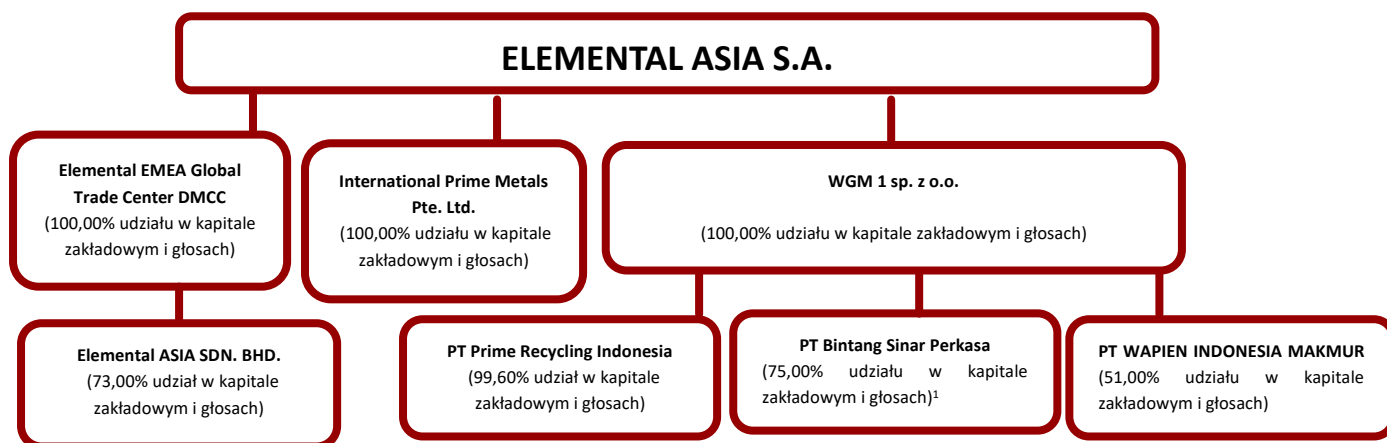 ELEMENTAL ASIA S.A.
Elemental EMEA Global
Trade Center DMCC
(100,00% udziału w kapitale
zakładowym i głosach)
International Prime Metals
Pte. Ltd.
(100,00% udziału w kapitale
zakładowym i głosach)
WGM 1 sp. z o.o.
(100,00% udziału w kapitale zakładowym i głosach)
Elemental ASIA SDN. BHD.
(73,00% udział w kapitale
zakładowym i głosach)
PT Prime Recycling Indonesia
(99,60% udział w kapitale
zakładowym i głosach)
PT Bintang Sinar Perkasa
(75,00% udziału w kapitale
zakładowym i głosach)¹
PT WAPIEN INDONESIA MAKMUR
(51,00% udziału w kapitale
zakładowym i głosach)